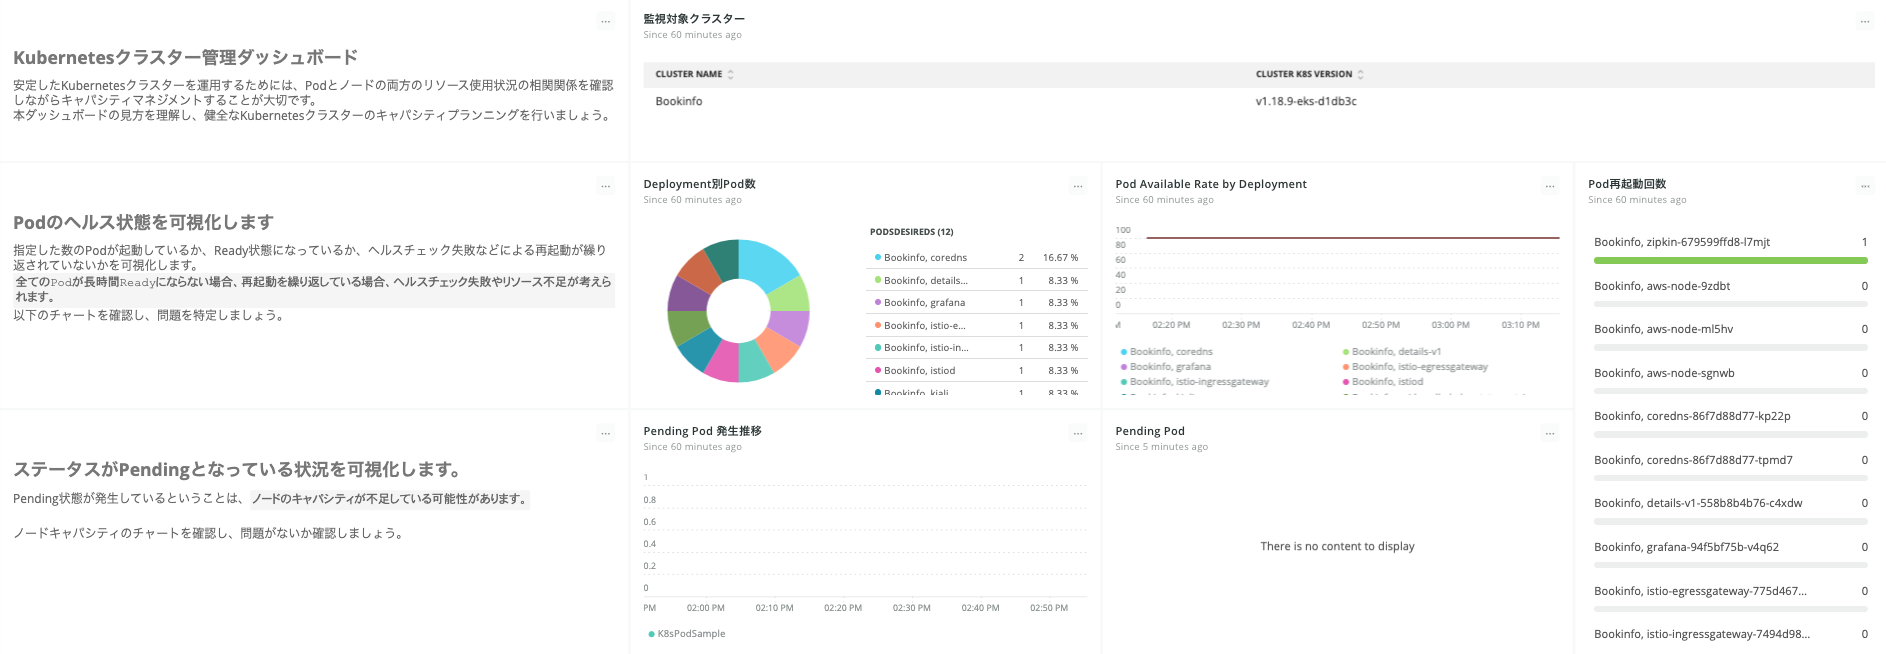 ...
Kubernetesクラスター管理ダッシュボード
安定したKubernetesクラスターを運用するためには、Podとノードの両方のリソース使用状況の相関関係を確認
しながらキャパシティマネジメントすることが大切です。
本ダッシュボードの見方を理解し、健全なKubernetesクラスターのキャパシティプランニングを行いましょう。
監視対象クラスター
...
Since 60 minutes ago
CLUSTER NAME
CLUSTER K8S VERSION
Bookinfo
v1.18.9-eks-d1db3c
...
Podのヘルス状態を可視化します
指定した数のPodが起動しているか、Ready状態になっているか、ヘルスチェック失敗などによる再起動が繰り
返されていないかを可視化します。
全てのPodが長時間Readyにならない場合、再起動を繰り返している場合、ヘルスチェック失敗やリソース不足が考えら
れます。
以下のチャートを確認し、問題を特定しましょう。
Deployment別Pod数
...
Since 60 minutes ago
PODSDESIREDS (12)
Bookinfo, coredns 2 16.67 %
Bookinfo, details... 1 8.33 %
Bookinfo, grafana 1 8.33 %
Bookinfo, istio-e... 1 8.33 %
Bookinfo, istio-in... 1 8.33 %
Bookinfo, istiod 1 8.33 %
Bookinfo, kiali 1 8.33 %
Pod Available Rate by Deployment
...
Since 60 minutes ago
100
80
60
40
20
0
02:20 PM 02:30 PM 02:40 PM 02:50 PM 03:00 PM 03:10 PM
Bookinfo, coredns
Bookinfo, details-v1
Bookinfo, grafana
Bookinfo, istio-egressgateway
Bookinfo, istio-ingressgateway
Bookinfo, istiod
Pod再起動回数
...
Since 60 minutes ago
Bookinfo, zipkin-679599ffd8-l7mjt 1
Bookinfo, aws-node-9zdbt 0
Bookinfo, aws-node-ml5hv 0
Bookinfo, aws-node-sgnwb 0
Bookinfo, coredns-86f7d88d77-kp22p 0
Bookinfo, coredns-86f7d88d77-tpmd7 0
Bookinfo, details-v1-558b8b4b76-c4xdw 0
Bookinfo, grafana-94f5bf75b-v4q62 0
Bookinfo, istio-egressgateway-775d467... 0
Bookinfo, istio-ingressgateway-7494d98... 0
...
ステータスがPendingとなっている状況を可視化します。
Pending状態が発生しているということは、ノードのキャパシティが不足している可能性があります。
ノードキャパシティのチャートを確認し、問題がないか確認しましょう。
Pending Pod 発生推移
...
Since 60 minutes ago
1
0.8
0.6
0.4
0.2
0
PM 02:00 PM 02:10 PM 02:20 PM 02:30 PM 02:40 PM 02:50 PM
K8sPodSample
Pending Pod
...
Since 5 minutes ago
There is no content to display